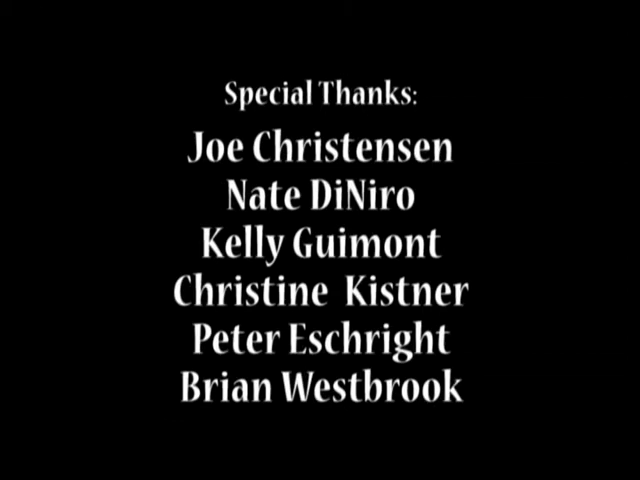 Special Thanks:
Joe Christensen
Nate DiNiro
Kelly Guimont
Christine Kistner
Peter Eschright
Brian Westbrook